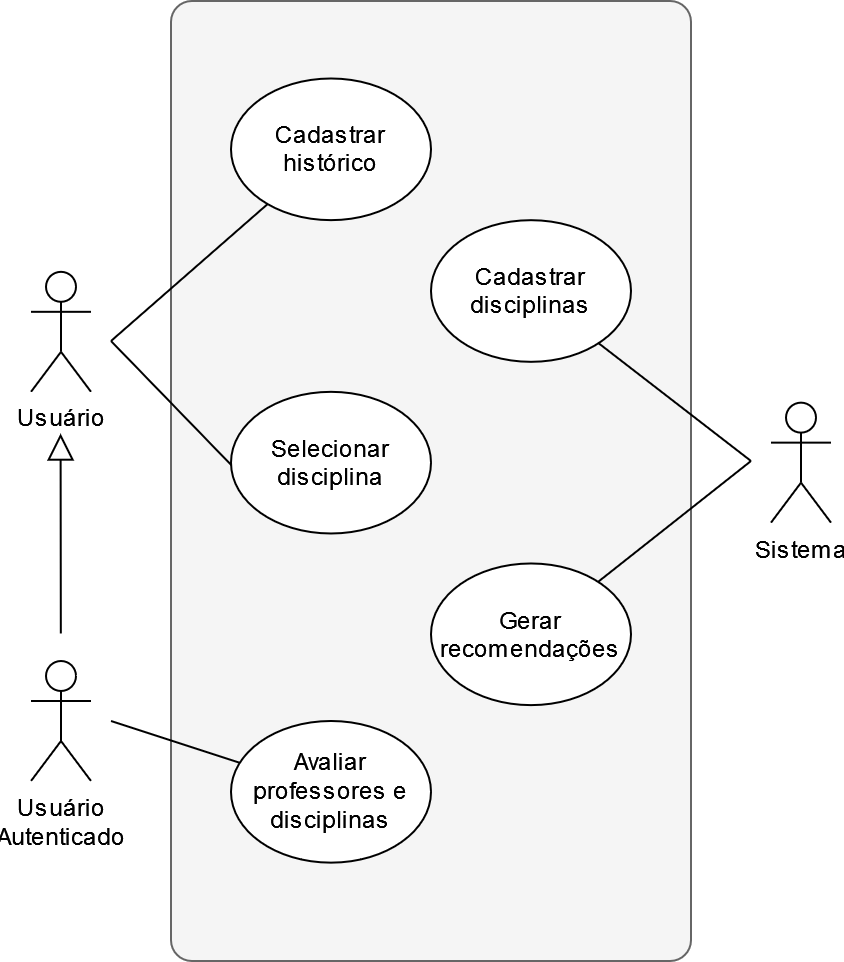 Cadastrar
histórico
Cadastrar
disciplinas
Usuário
Selecionar
disciplina
Sistema
Gerar
recomendações
Usuário
Autenticado
Avaliar
professores e
disciplinas